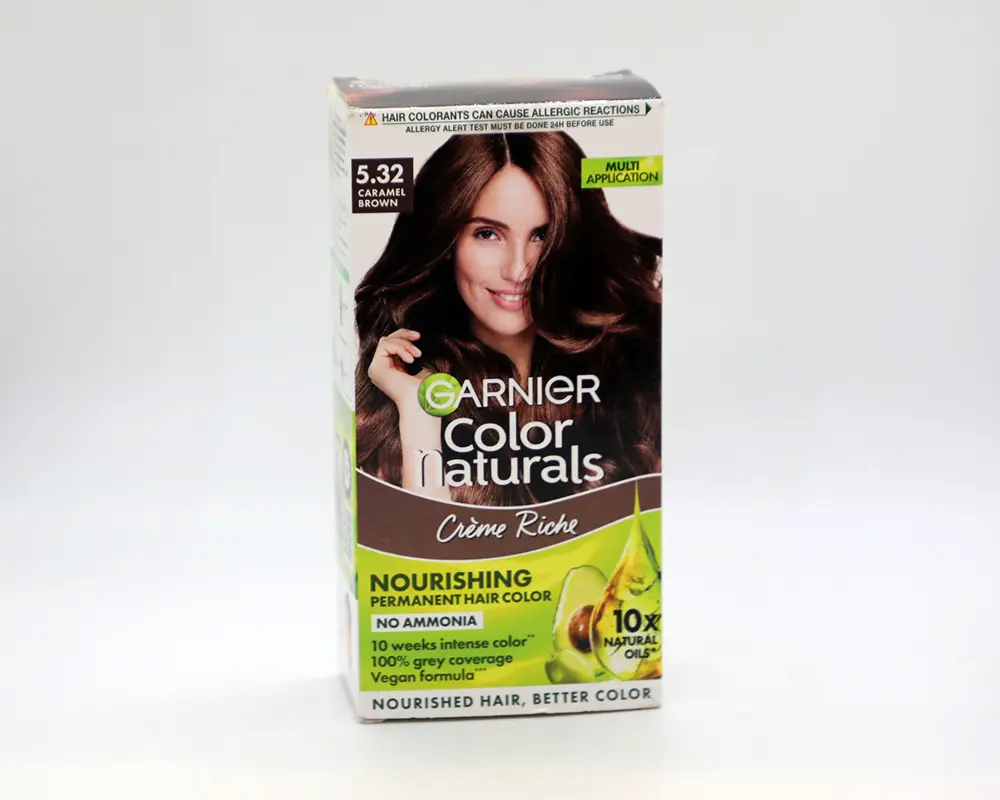 HAIR COLORANTS CAN CAUSE ALLERGIC REACTIONS
ALLERGY ALERT TEST MUST BE DONE 24H BEFORE USE
5.32
CARAMEL
BROWN
MULTI
APPLICATION
GARNIER
Color
naturals
Crème Riche
NOURISHING
PERMANENT HAIR COLOR
NO AMMONIA
10 weeks intense color**
100% grey coverage
Vegan formula***
10x
NATURAL
OILS*
NOURISHED HAIR, BETTER COLOR